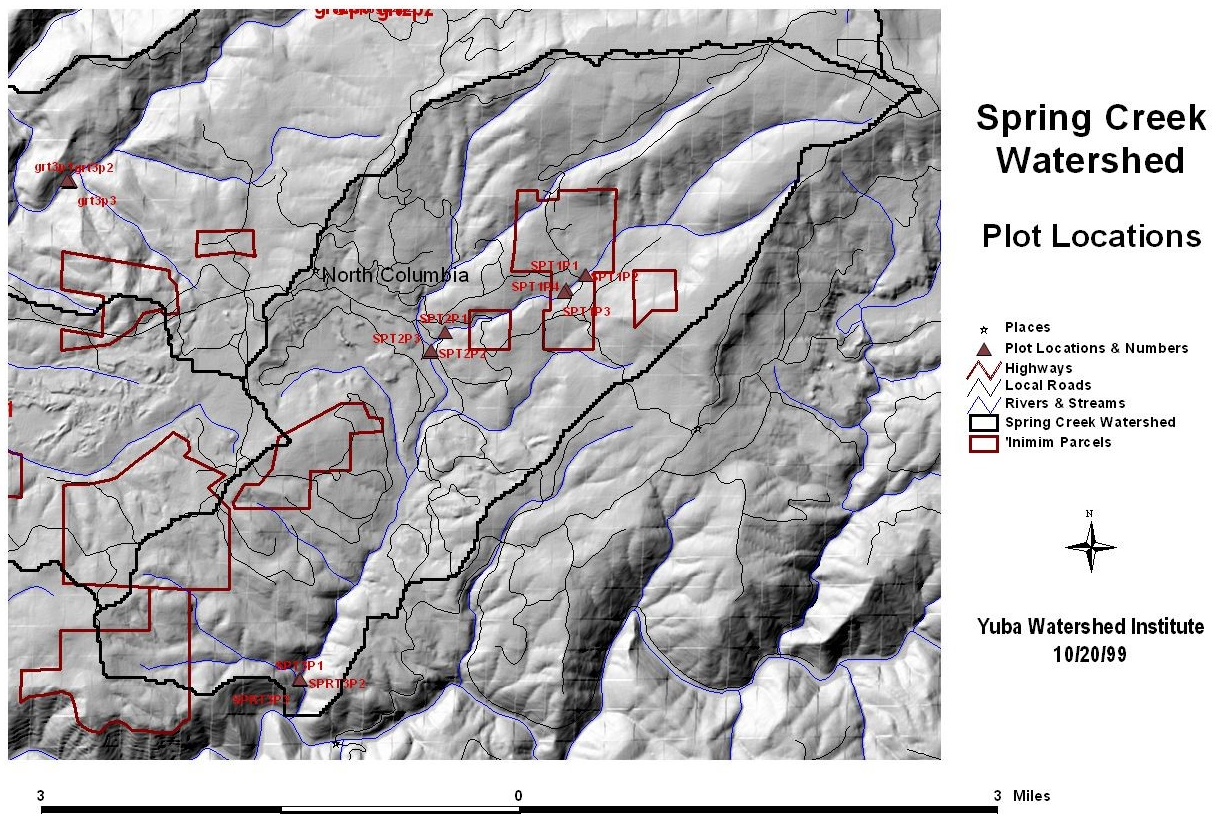 grt2p2
Spring Creek
Watershed
Plot Locations
grt3p2
grt3p3
North Columbia
SPT1P1
SPT1P2
SPT1P4
SPT1P3
SPT2P1
SPT2P3
SPT2P2
Places
Plot Locations & Numbers
Highways
Local Roads
Rivers & Streams
Spring Creek Watershed
'Inimim Parcels
N
Yuba Watershed Institute
10/20/99
SPT3P1
SPRT3P2
3 0 3 Miles